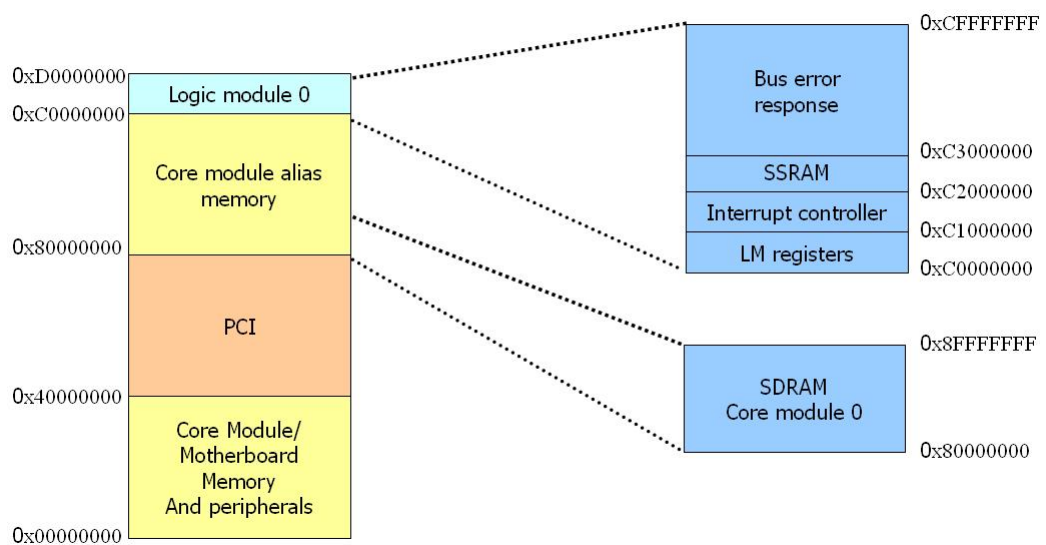 0xD0000000
Logic module 0
0xC0000000
Core module alias
memory
0x80000000
PCI
0x40000000
Core Module/
Motherboard
Memory
And peripherals
0x00000000
0xCFFFFFFF
Bus error
response
0xC3000000
SSRAM
0xC2000000
Interrupt controller
0xC1000000
LM registers
0xC0000000
0x8FFFFFFF
SDRAM
Core module 0
0x80000000